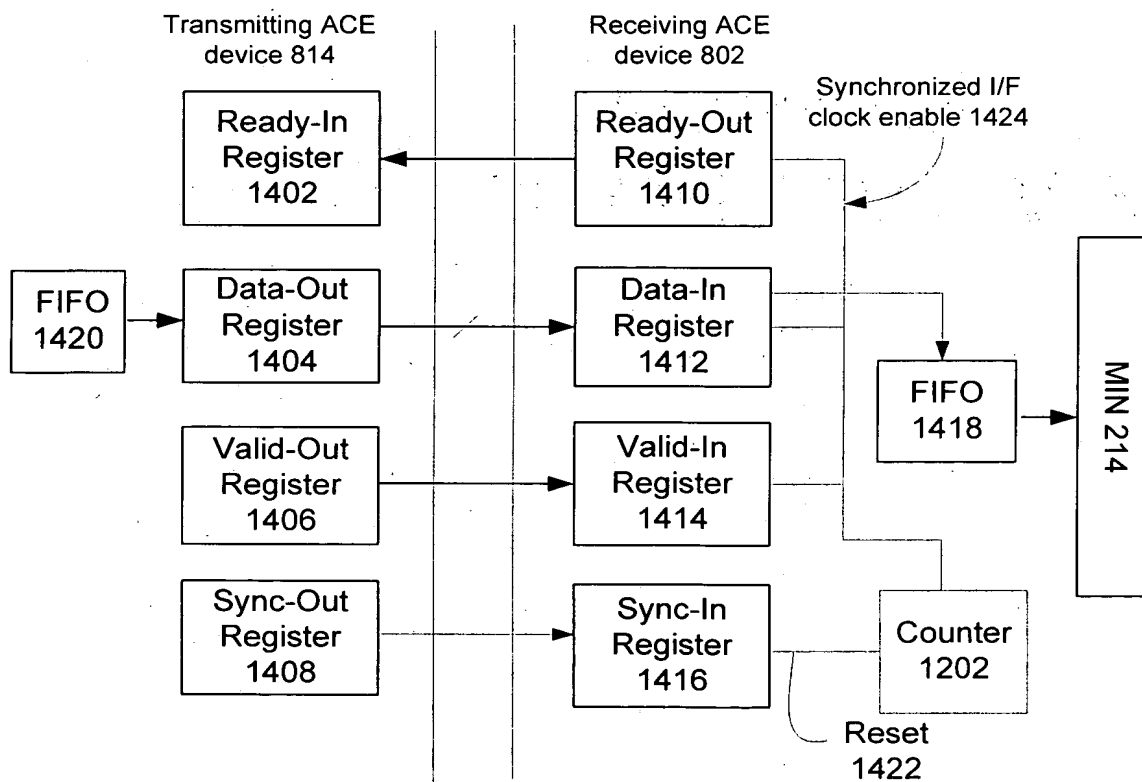 Transmitting ACE
device 814
Receiving ACE
device 802
Synchronized I/F
clock enable 1424
Ready-In
Register
1402
Ready-Out
Register
1410
FIFO
1420
Data-Out
Register
1404
Data-In
Register
1412
FIFO
1418
MIN 214
Valid-Out
Register
1406
Valid-In
Register
1414
Sync-Out
Register
1408
Sync-In
Register
1416
Counter
1202
Reset
1422